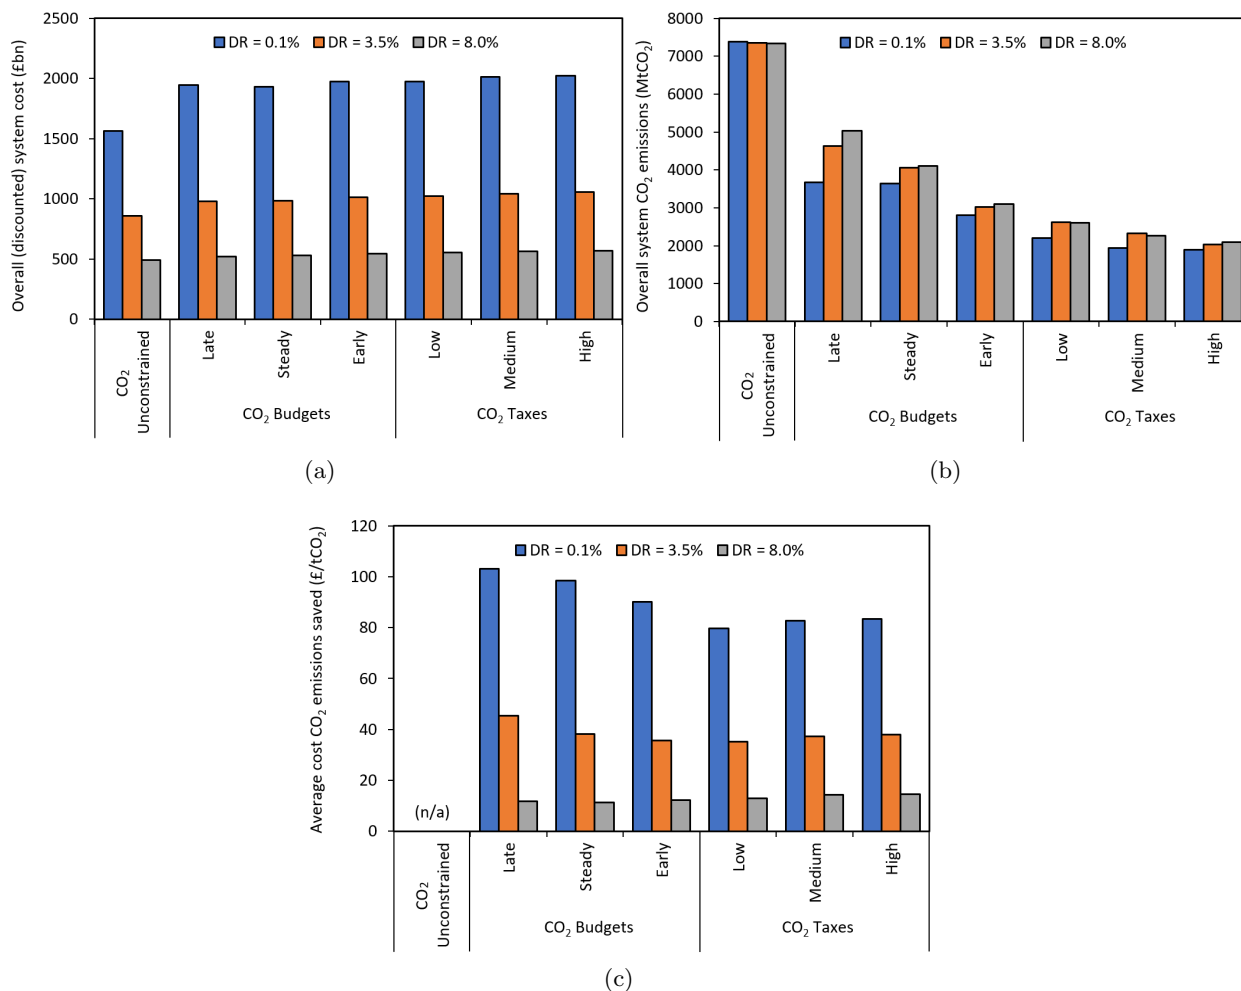 Overall (discounted) system cost (£bn)
2500
2000
1500
1000
500
0
DR = 0.1% DR = 3.5% DR = 8.0%
CO₂ Unconstrained
Late
Steady
Early
Low
Medium
High
CO₂ Budgets
CO₂ Taxes
(a)
Overall system CO₂ emissions (MtCO₂)
8000
7000
6000
5000
4000
3000
2000
1000
0
DR = 0.1% DR = 3.5% DR = 8.0%
CO₂ Unconstrained
Late
Steady
Early
Low
Medium
High
CO₂ Budgets
CO₂ Taxes
(b)
Average cost CO₂ emissions saved (£/tCO₂)
120
100
80
60
40
20
0
DR = 0.1% DR = 3.5% DR = 8.0%
(n/a)
CO₂ Unconstrained
Late
Steady
Early
Low
Medium
High
CO₂ Budgets
CO₂ Taxes
(c)